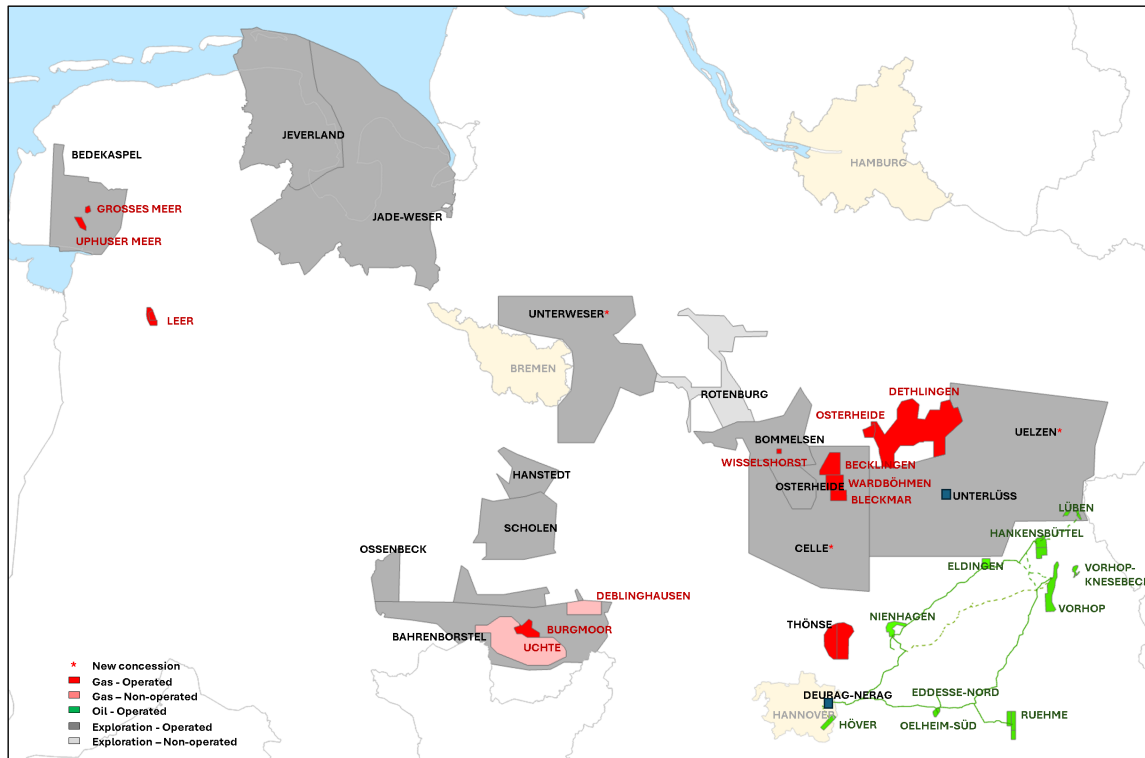 JEVERLAND
BEDEKASPEL
HAMBURG
GROSSES MEER
JADE-WESER
UPHUSER MEER
UNTERWESER*
LEER
BREMEN
ROTENBURG
DETHLINGEN
OSTERHEIDE
UELZEN*
BOMMELSEN
WISSELSHORST
BECKLINGEN
HANSTEDT
OSTERHEIDE
WARDBÖHMEN
BLECKMAR
UNTERLÜSS
LÜBEN
SCHOLEN
HANKENSBÜTTEL
OSSENBECK
CELLE*
ELDINGEN
VORHOP-
KNESEBECK
DEBLINGHAUSEN
VORHOP
NIENHAGEN
THÖNSE
BURGMOOR
BAHRENBORSTEL
UCHTE
* New concession
Gas - Operated
Gas – Non-operated
Oil - Operated
Exploration - Operated
Exploration – Non-operated
DEURAG-NERAG
EDDESSE-NORD
HANNOVER
HÖVER
OELHEIM-SÜD
RUEHME